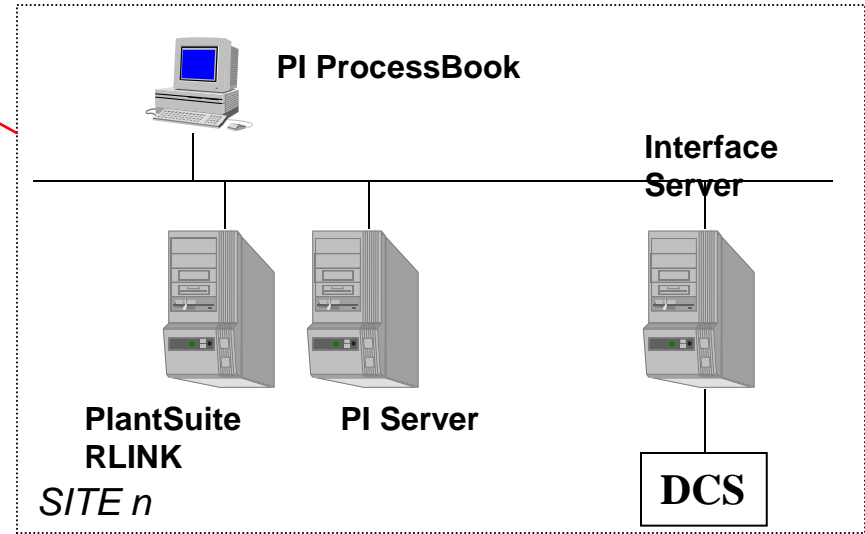 PI ProcessBook
Interface
Server
PlantSuite
RLINK
PI Server
DCS
SITE n